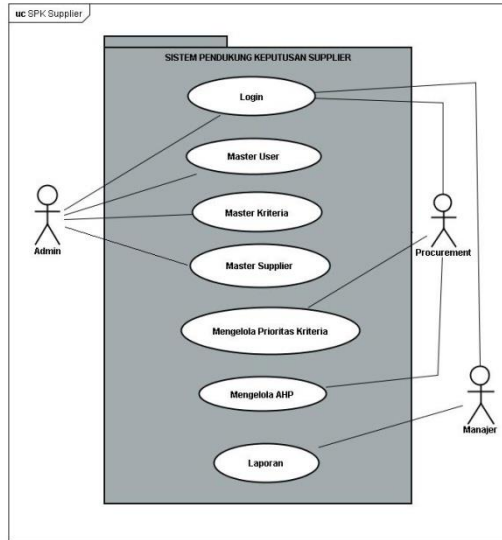 uc SPK Supplier
SISTEM PENDUKUNG KEPUTUSAN SUPPLIER
Login
Master User
Master Kriteria
Master Supplier
Mengelola Prioritas Kriteria
Mengelola AHP
Laporan
Admin
Procurement
Manajer